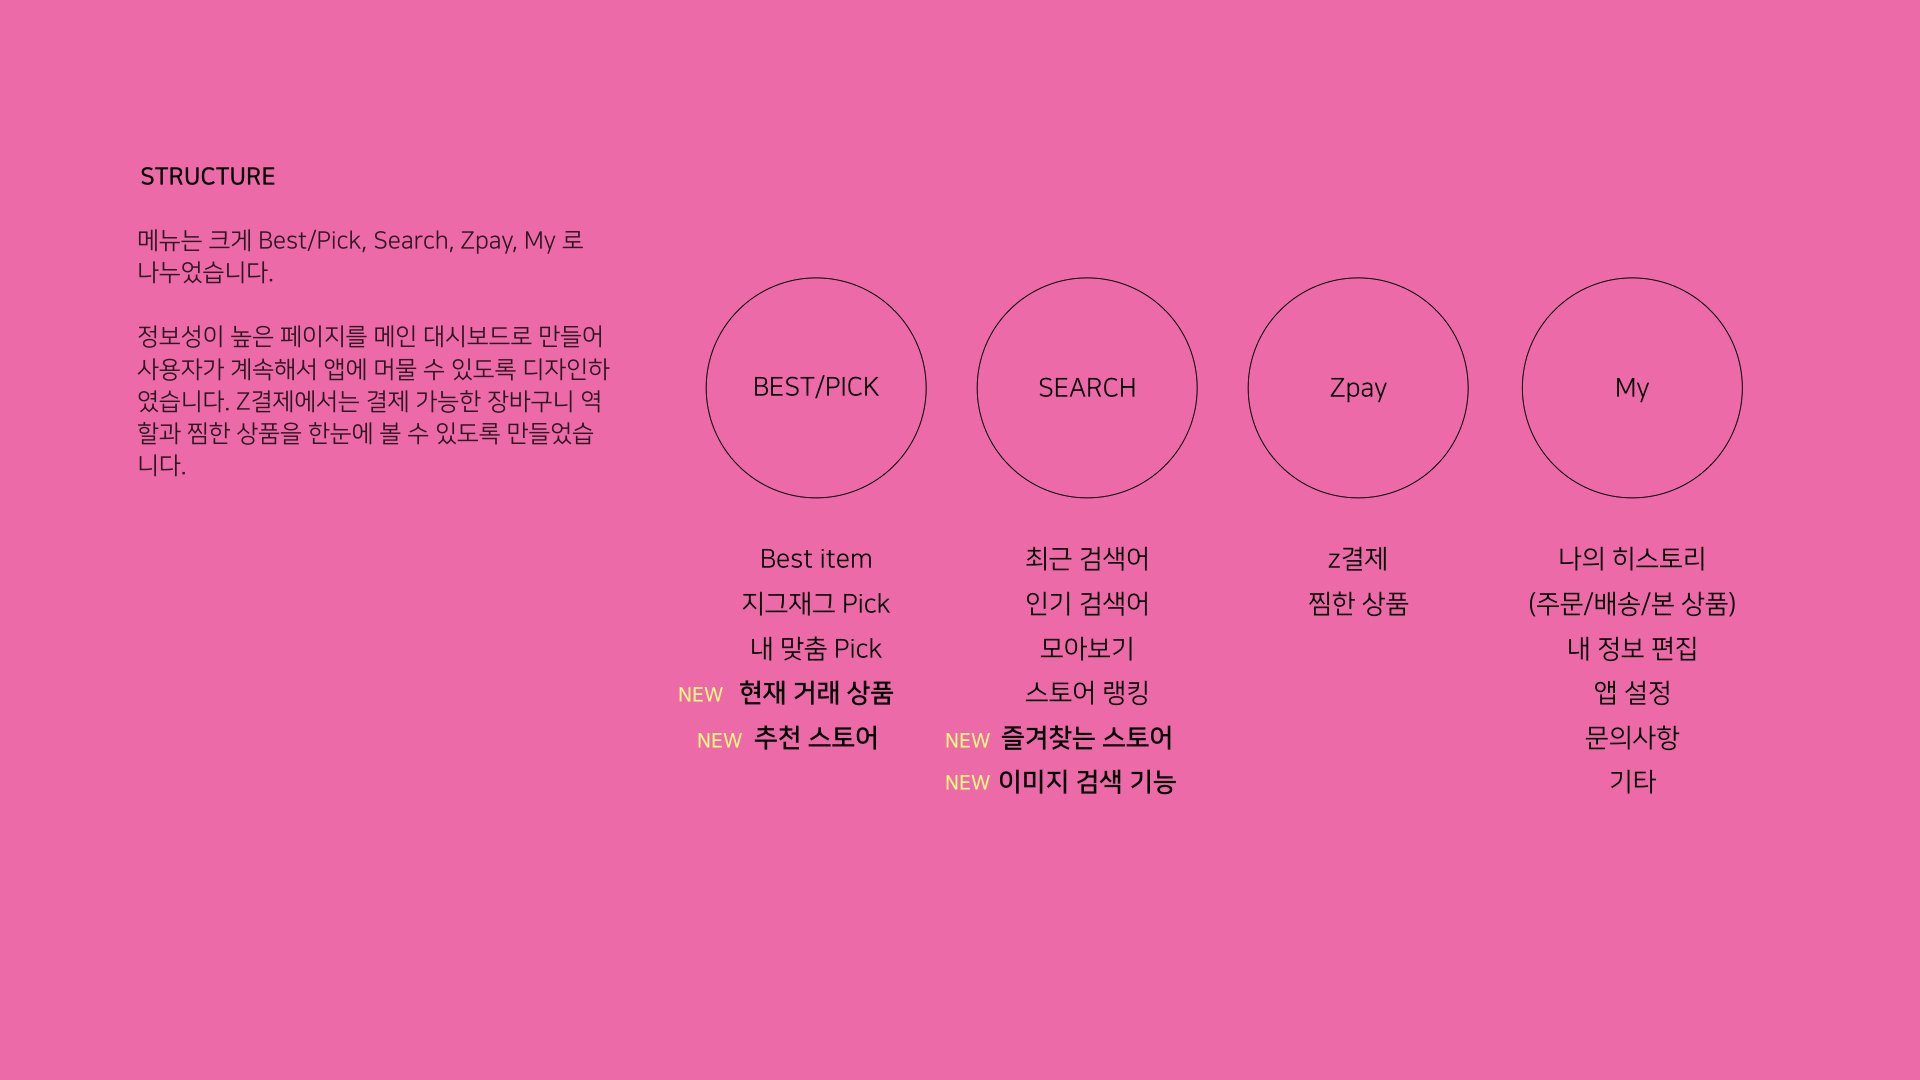 STRUCTURE
메뉴는 크게 Best/Pick, Search, Zpay, My 로
나누었습니다.
정보성이 높은 페이지를 메인 대시보드로 만들어
사용자가 계속해서 앱에 머물 수 있도록 디자인하
였습니다. Z결제에서는 결제 가능한 장바구니 역
할과 찜한 상품을 한눈에 볼 수 있도록 만들었습
니다.
BEST/PICK
Best item
지그재그 Pick
내 맞춤 Pick
NEW 현재 거래 상품
NEW 추천 스토어
SEARCH
최근 검색어
인기 검색어
모아보기
스토어 랭킹
NEW 즐겨찾는 스토어
NEW 이미지 검색 기능
Zpay
z결제
찜한 상품
My
나의 히스토리
(주문/배송/본 상품)
내 정보 편집
앱 설정
문의사항
기타